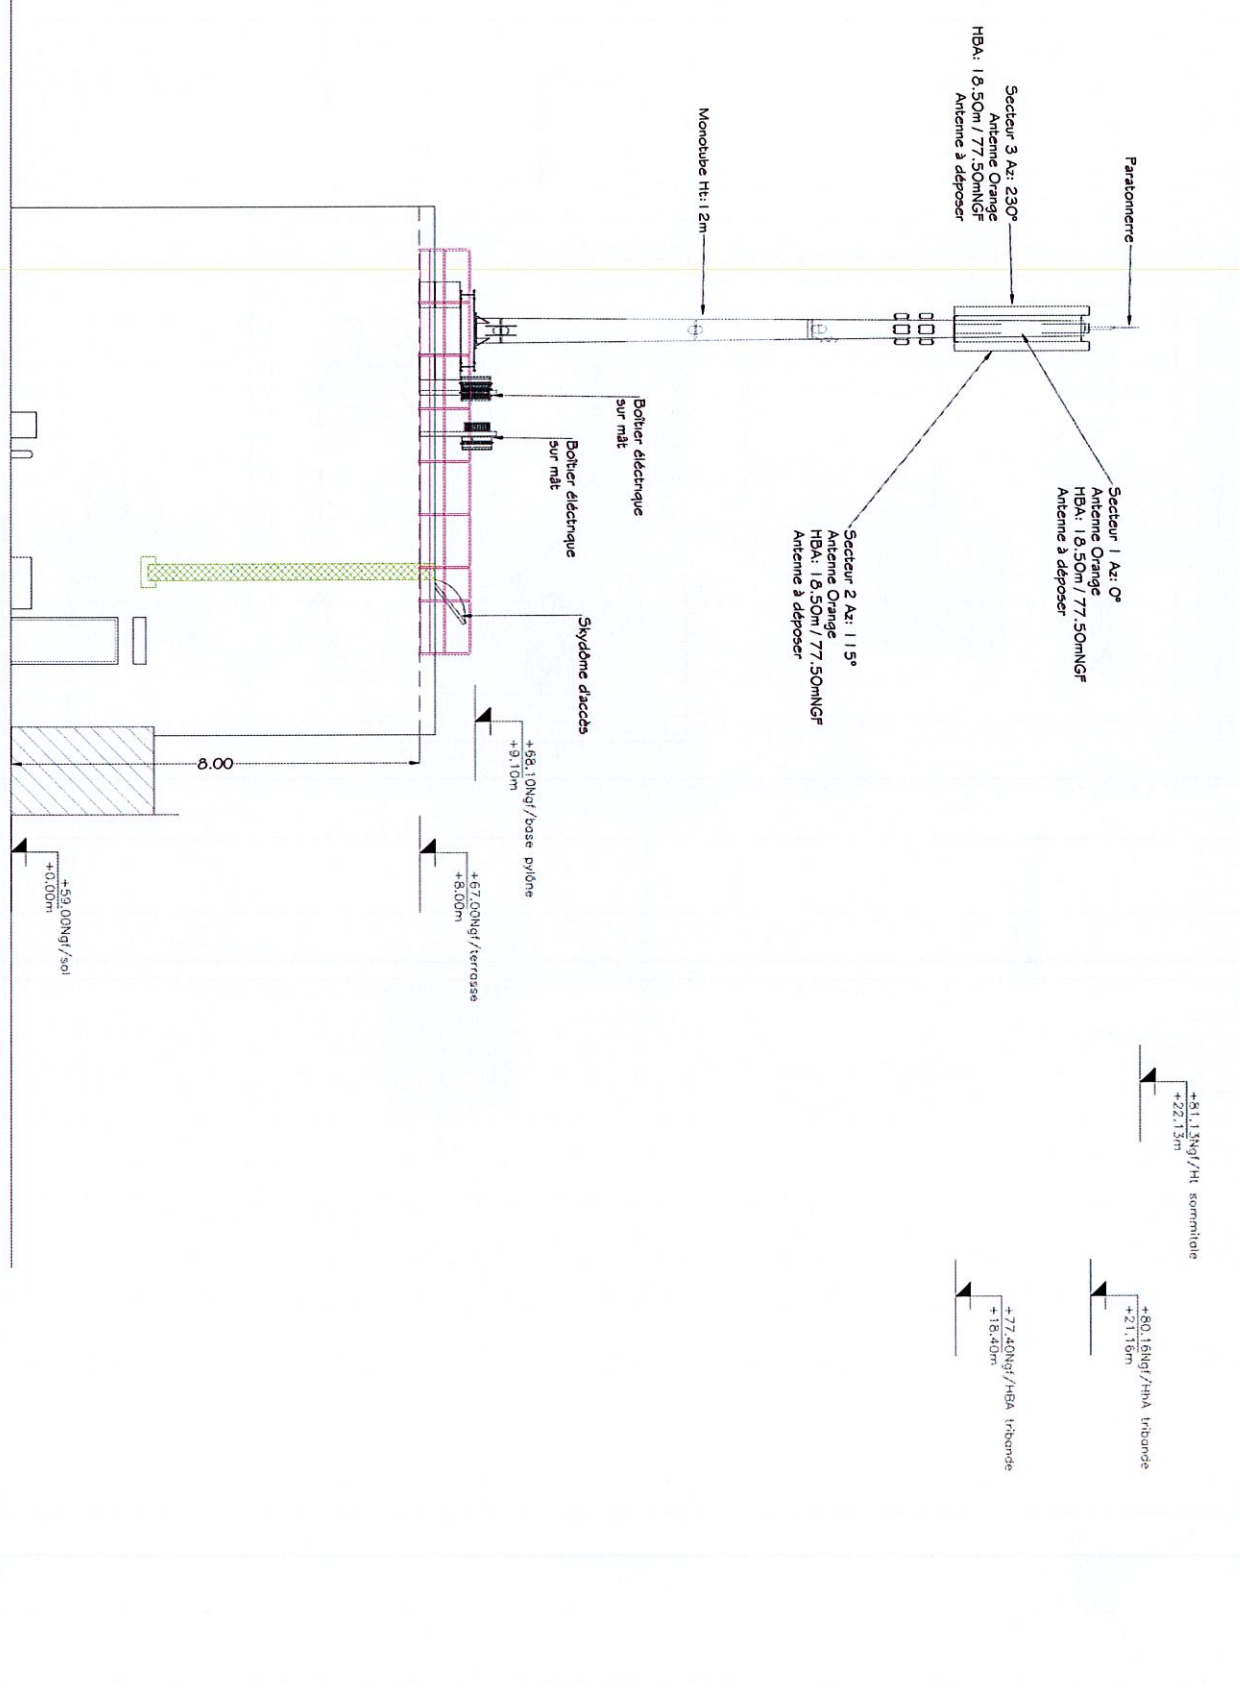 Paratonnerre
Secteur 3 Az: 230°
Antenne Orange
HBA: 18.50m / 77.50mNGF
Antenne à déposer
Secteur 1 Az: 0°
Antenne Orange
HBA: 18.50m / 77.50mNGF
Antenne à déposer
Secteur 2 Az: 115°
Antenne Orange
HBA: 18.50m / 77.50mNGF
Antenne à déposer
Monotube Ht:12m
Boîtier éléctrique
sur mât
Boîtier éléctrique
sur mât
Skydôme d'accès
8.00
+81.13Ngf/Ht sommitale
+22.13m
+80.16Ngf/HhA tribande
+21.16m
+77.40Ngf/HBA tribande
+18.40m
+68.10Ngf/base pylône
+9.10m
+67.00Ngf/terrasse
+8.00m
+59.00Ngf/sol
+0.00m